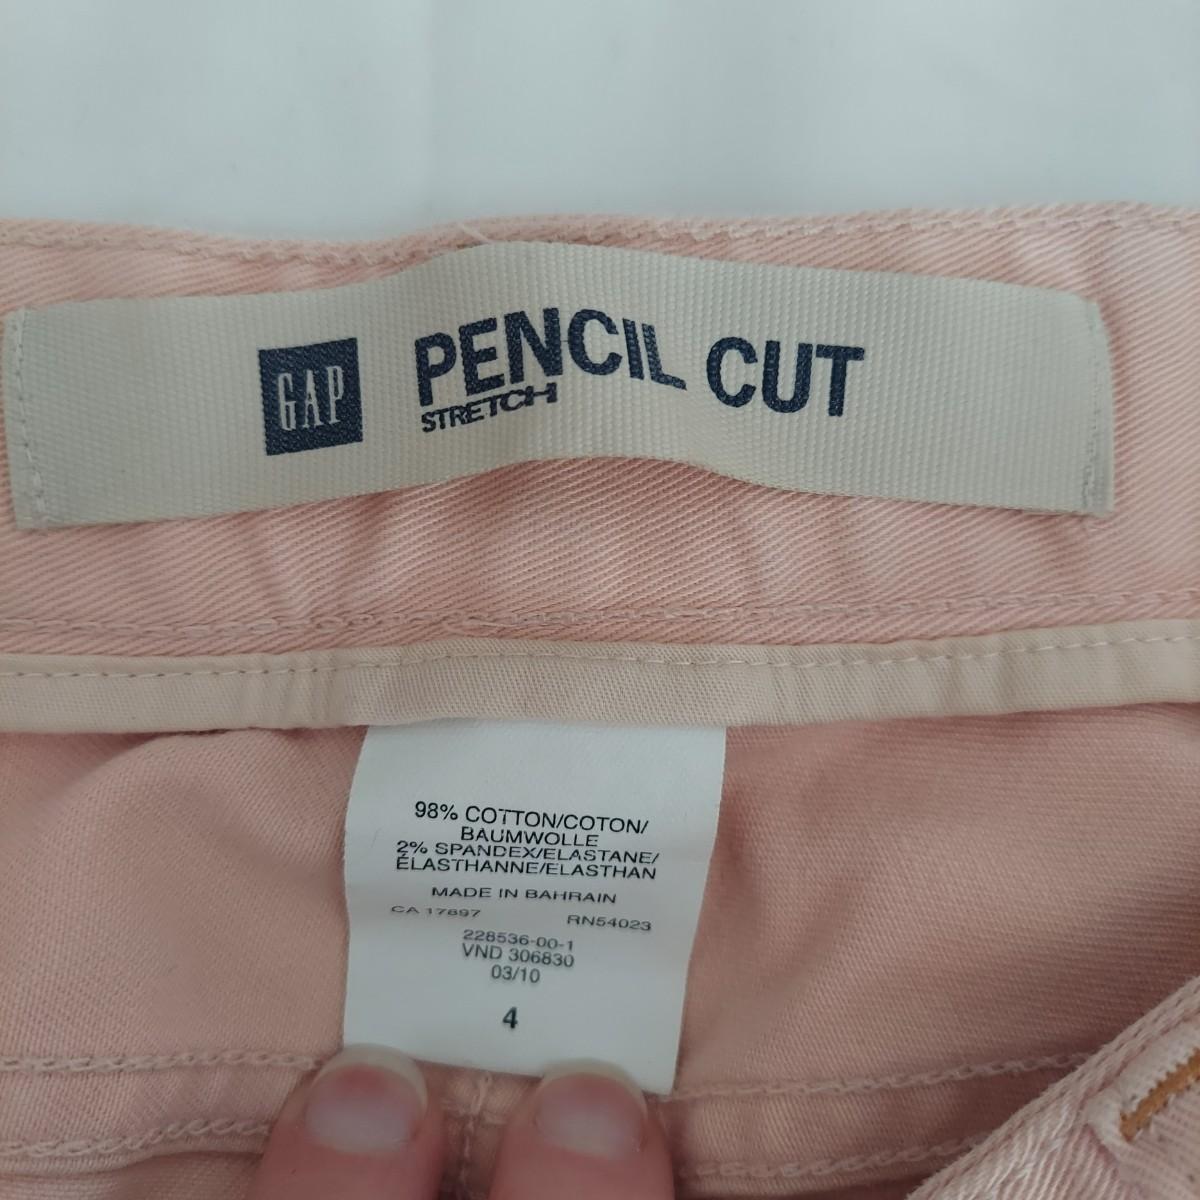 GAP PENCIL CUT
STRETCH
98% COTTON/COTON/
BAUMWOLLE
2% SPANDEX/ELASTANE/
ÉLASTHANNE/ELASTHAN
MADE IN BAHRAIN
CA 17897 RN54023
228536-00-1
VND 306830
03/10
4